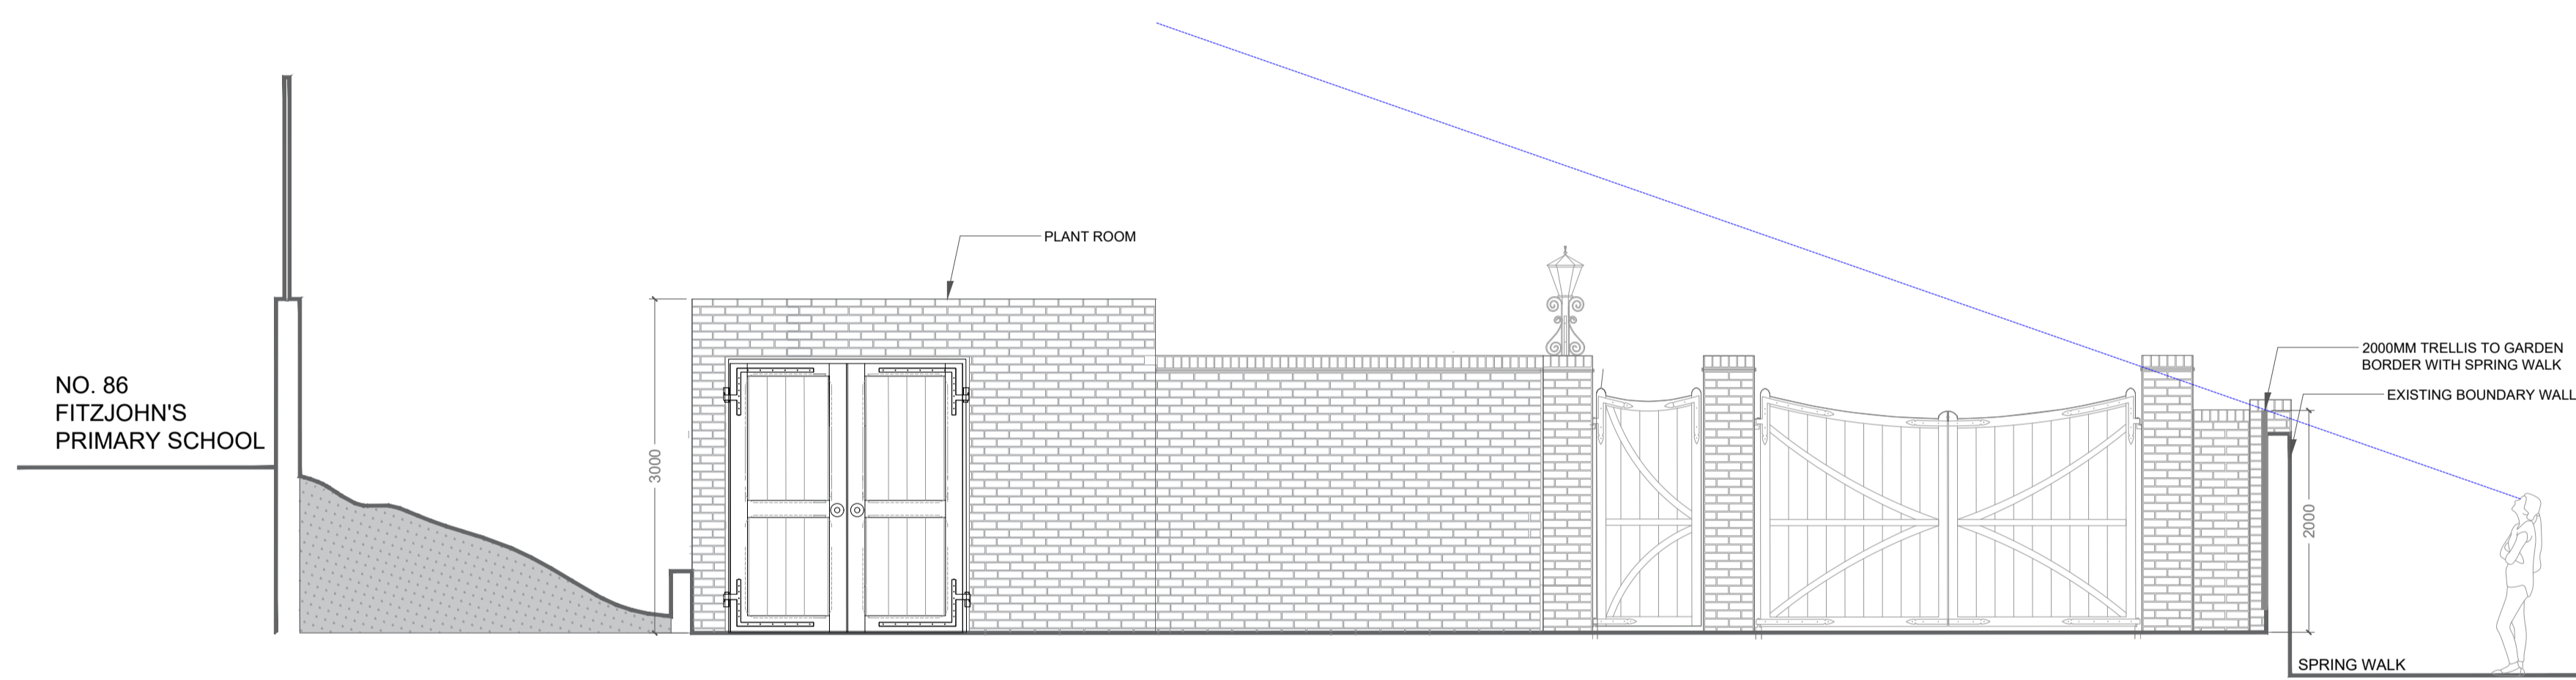 NO. 86
FITZJOHN'S
PRIMARY SCHOOL
3000
PLANT ROOM
2000MM TRELLIS TO GARDEN
BORDER WITH SPRING WALK
EXISTING BOUNDARY WALL
2000
SPRING WALK